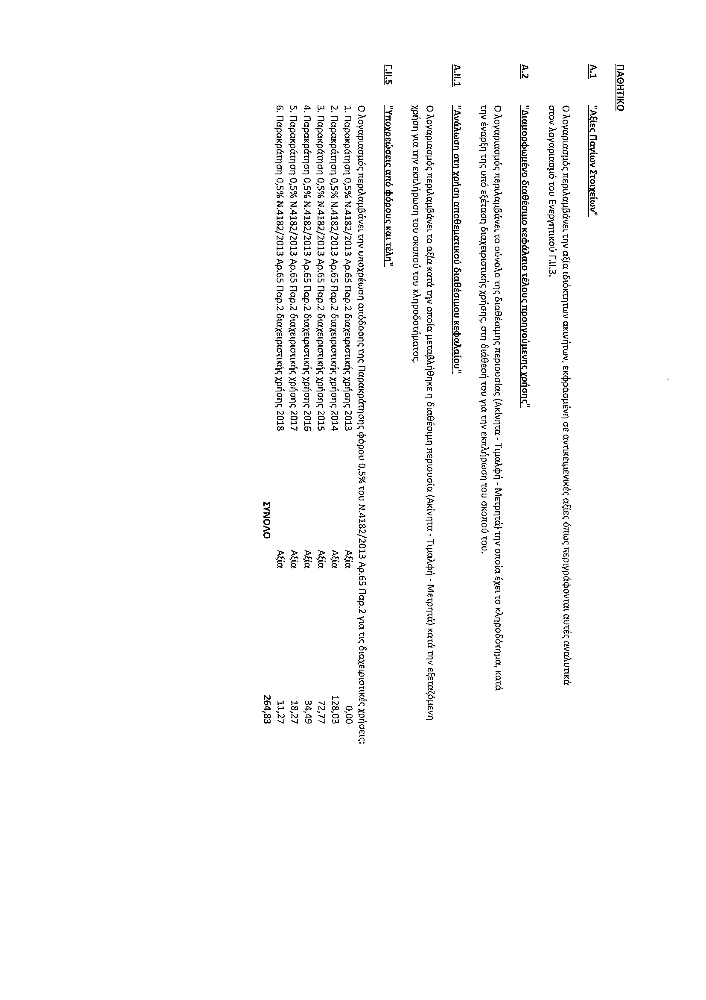 ΠΑΘΗΤΙΚΟ
Α.1 "Αξίες Παγίων Στοιχείων"
Ο λογαριασμός περιλαμβάνει την αξία ιδιόκτητων ακινήτων, εκφρασμένη σε αντικειμενικές αξίες όπως περιγράφονται αυτές αναλυτικά
στον λογαριασμό του Ενεργητικού Γ.ΙΙ.3.
Α.2 "Διαμορφωμένο διαθέσιμο κεφάλαιο τέλους προηγούμενης χρήσης"
Ο λογαριασμός περιλαμβάνει το σύνολο της διαθέσιμης περιουσίας (Ακίνητα - Τιμαλφή - Μετρητά) την οποία έχει το κληροδότημα, κατά
την έναρξη της υπό εξέταση διαχειριστικής χρήσης, στη διάθεσή του για την εκπλήρωση του σκοπού του.
Α.ΙΙ.1 "Ανάλωση στη χρήση αποθεματικού διαθέσιμου κεφαλαίου"
Ο λογαριασμός περιλαμβάνει το αξία κατά την οποία μεταβλήθηκε η διαθέσιμη περιουσία (Ακίνητα - Τιμαλφή - Μετρητά) κατά την εξεταζόμενη
χρήση για την εκπλήρωση του σκοπού του κληροδοτήματος.
Γ.ΙΙ.5 "Υποχρεώσεις από φόρους και τέλη"
Ο λογαριασμός περιλαμβάνει την υποχρέωση απόδοσης της Παρακράτησης φόρου 0,5% του Ν.4182/2013 Αρ.65 Παρ.2 για τις διαχειριστικές χρήσεις:
1. Παρακράτηση 0,5% Ν.4182/2013 Αρ.65 Παρ.2 διαχειριστικής χρήσης 2013 Αξία 0,00
2. Παρακράτηση 0,5% Ν.4182/2013 Αρ.65 Παρ.2 διαχειριστικής χρήσης 2014 Αξία 128,03
3. Παρακράτηση 0,5% Ν.4182/2013 Αρ.65 Παρ.2 διαχειριστικής χρήσης 2015 Αξία 72,77
4. Παρακράτηση 0,5% Ν.4182/2013 Αρ.65 Παρ.2 διαχειριστικής χρήσης 2016 Αξία 34,49
5. Παρακράτηση 0,5% Ν.4182/2013 Αρ.65 Παρ.2 διαχειριστικής χρήσης 2017 Αξία 18,27
6. Παρακράτηση 0,5% Ν.4182/2013 Αρ.65 Παρ.2 διαχειριστικής χρήσης 2018 Αξία 11,27
ΣΥΝΟΛΟ 264,83